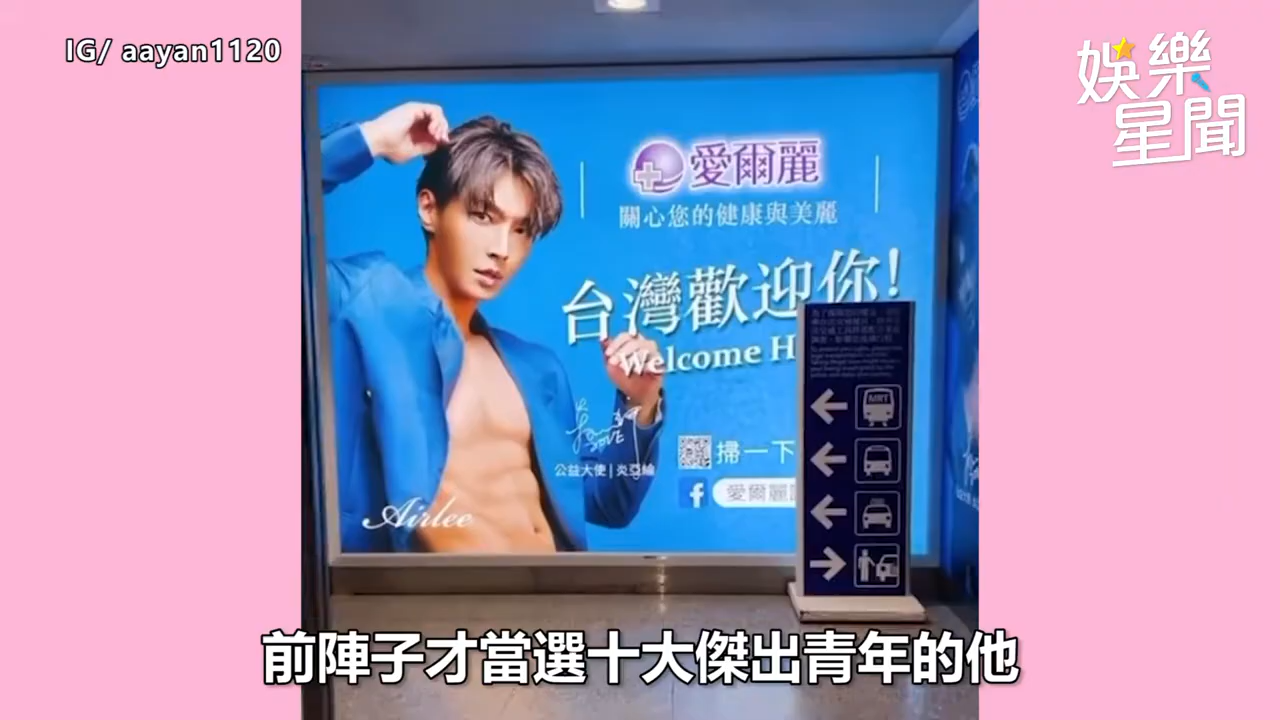 IG/ aayan1120
娛樂
星聞
愛爾麗
關心您的健康與美麗
台灣歡迎你!
Welcome H
LOVE
公益大使 | 炎亞綸
掃一下
愛爾麗
Airlee
MRT
前陣子才當選十大傑出青年的他